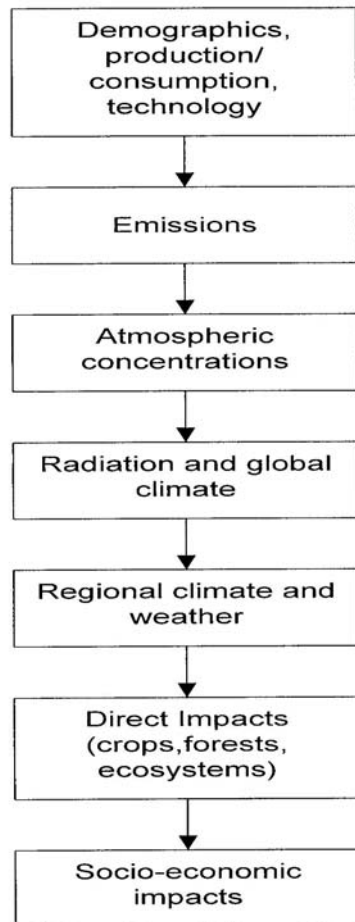 Demographics,
production/
consumption,
technology
Emissions
Atmospheric
concentrations
Radiation and global
climate
Regional climate and
weather
Direct Impacts
(crops,forests,
ecosystems)
Socio-economic
impacts